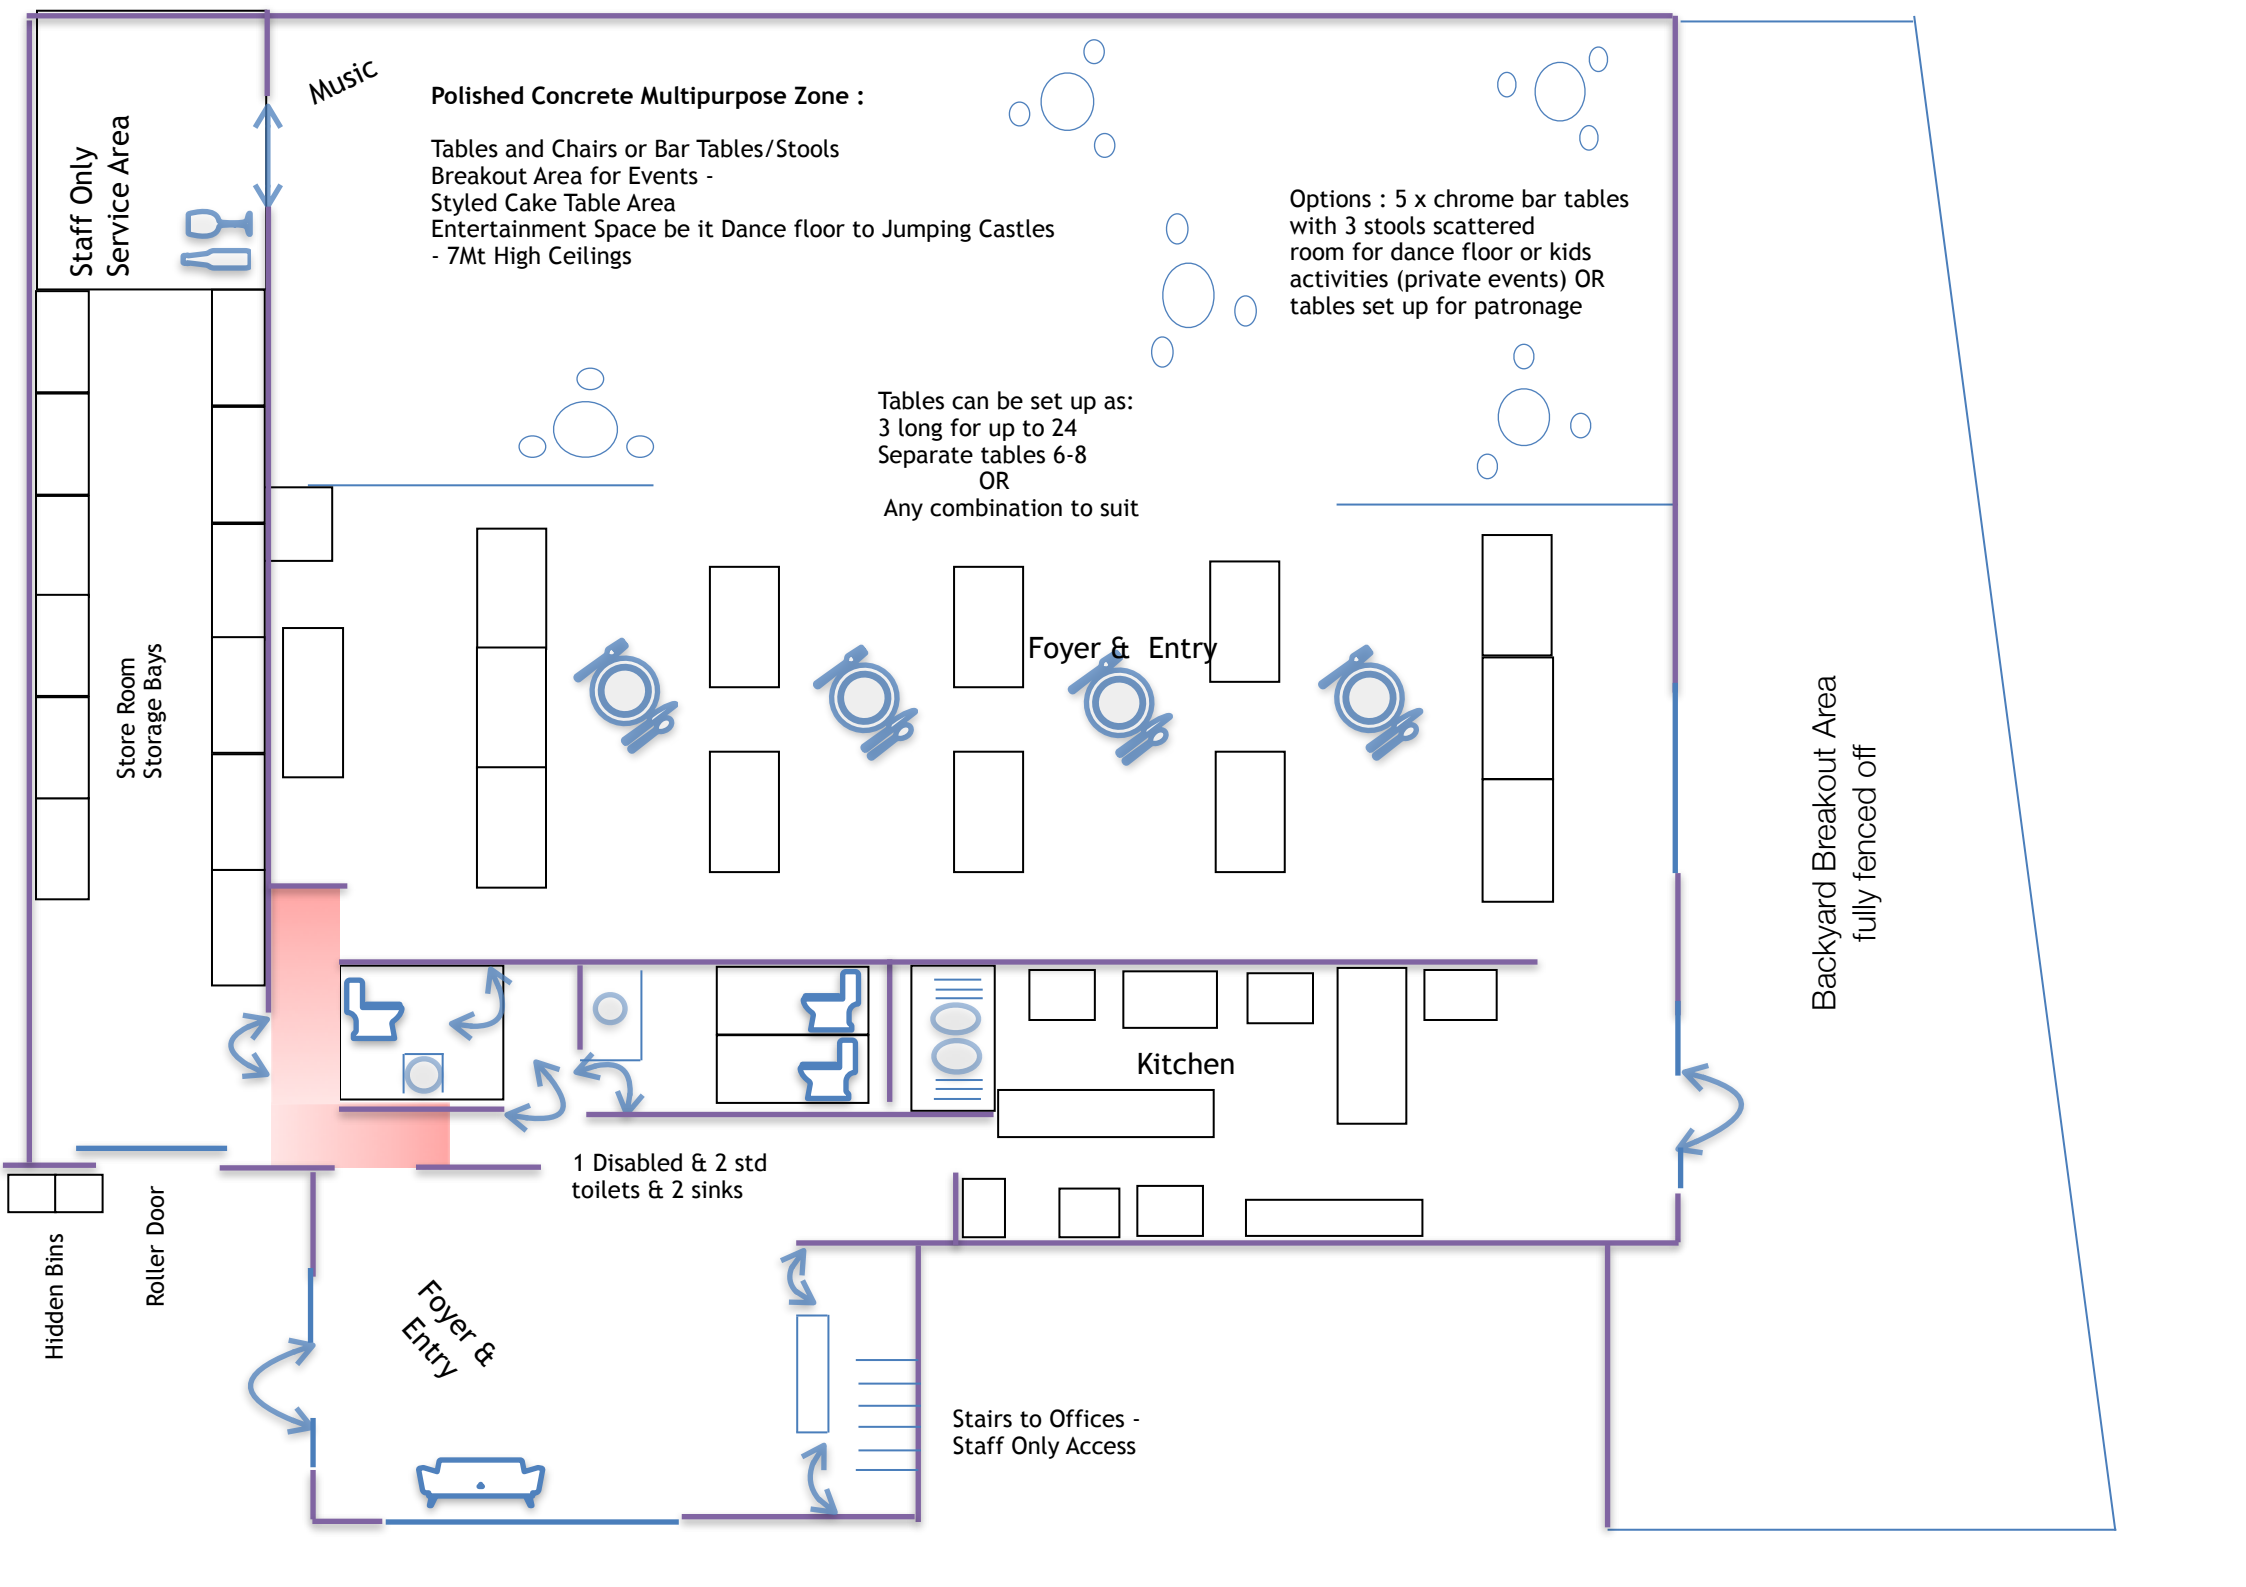 Music
Polished Concrete Multipurpose Zone :
Tables and Chairs or Bar Tables/Stools
Breakout Area for Events -
Styled Cake Table Area
Entertainment Space be it Dance floor to Jumping Castles
- 7Mt High Ceilings
Staff Only
Service Area
Options : 5 x chrome bar tables
with 3 stools scattered
room for dance floor or kids
activities (private events) OR
tables set up for patronage
Tables can be set up as:
3 long for up to 24
Separate tables 6-8
OR
Any combination to suit
Foyer & Entry
Store Room
Storage Bays
Backyard Breakout Area
fully fenced off
Kitchen
1 Disabled & 2 std
toilets & 2 sinks
Hidden Bins
Roller Door
Foyer &
Entry
Stairs to Offices -
Staff Only Access